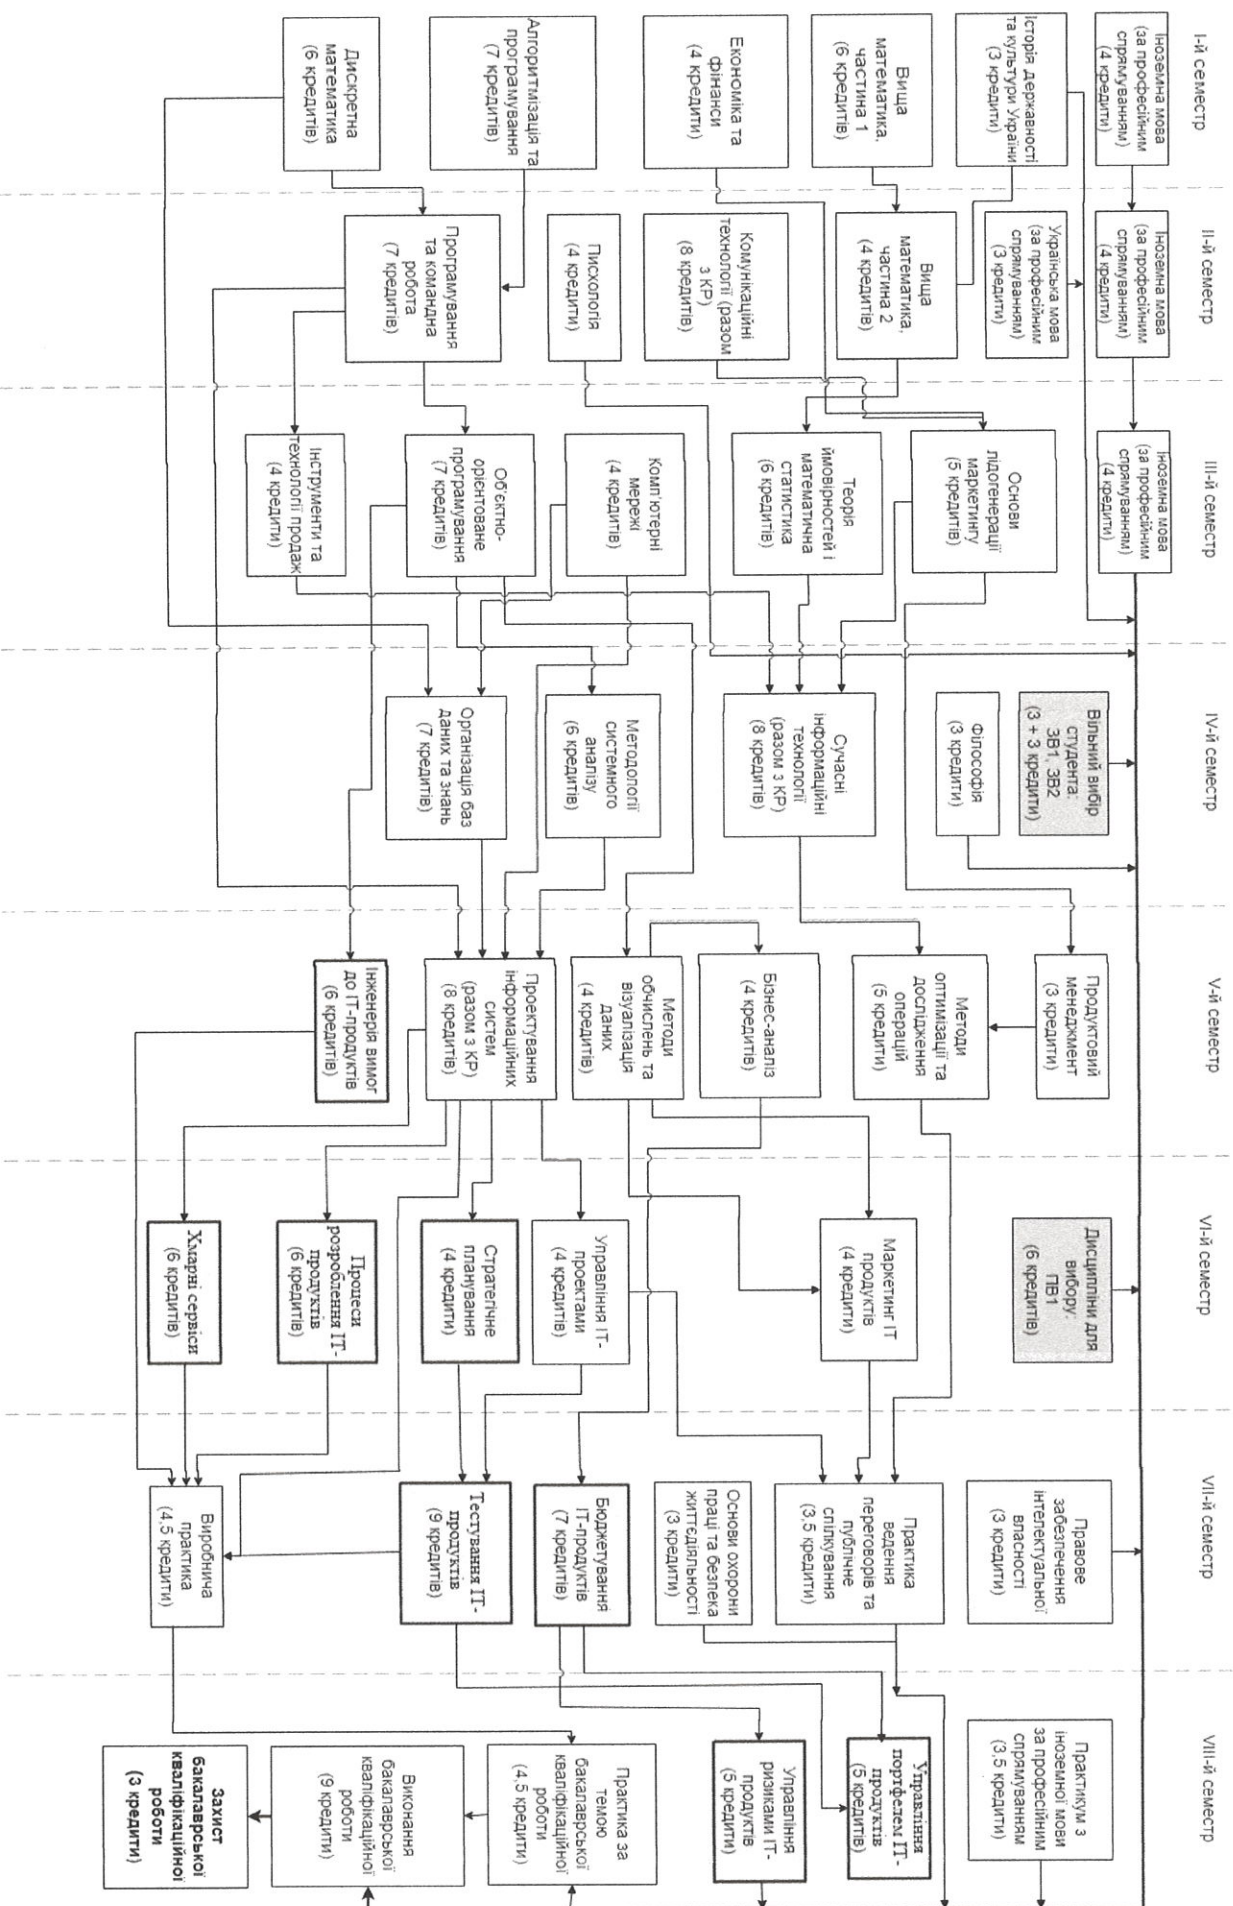 І-й семестр
Іноземна мова
(за професійним
спрямуванням)
(4 кредити)
Історія державності
та культури України
(3 кредити)
Вища
математика,
частина 1
(6 кредитів)
Економіка та
фінанси
(4 кредити)
Алгоритмізація та
програмування
(7 кредитів)
Дискретна
математика
(6 кредитів)
ІІ-й семестр
Іноземна мова
(за професійним
спрямуванням)
(4 кредити)
Українська мова
(за професійним
спрямуванням)
(3 кредити)
Вища
математика,
частина 2
(4 кредити)
Комунікаційні
технології (разом
з КР)
(8 кредитів)
Писхологія
(4 кредити)
Програмування
та командна
робота
(7 кредитів)
ІІІ-й семестр
Іноземна мова
(за професійним
спрямуванням)
(4 кредити)
Основи
лідогенерації
маркетингу
(5 кредитів)
Теорія
ймовірностей і
математична
статистика
(6 кредитів)
Комп'ютерні
мережі
(4 кредити)
Об'єктно-
орієнтоване
програмування
(7 кредитів)
Інструменти та
технології продаж
(4 кредити)
IV-й семестр
Вільний вибір
студента:
ЗВ1, ЗВ2
(3 + 3 кредити)
Філософія
(3 кредити)
Сучасні
інформаційні
технології
(разом з КР)
(8 кредитів)
Методології
системного
аналізу
(6 кредитів)
Організація баз
даних та знань
(7 кредитів)
V-й семестр
Продуктовий
менеджмент
(3 кредити)
Методи
оптимізації та
дослідження
операцій
(5 кредитів)
Бізнес-аналіз
(4 кредити)
Методи
обчислень та
візуалізація
даних
(4 кредити)
Проектування
інформаційних
систем
(разом з КР)
(8 кредитів)
Інженерія вимог
до ІТ-продуктів
(6 кредитів)
VI-й семестр
Дисципліни для
вибору:
ПВ1
(6 кредитів)
Маркетинг ІТ
продуктів
(4 кредити)
Управління ІТ-
проектами
(4 кредити)
Стратегічне
планування
(4 кредити)
Процеси
розроблення ІТ-
продуктів
(6 кредитів)
Хмарні сервіси
(6 кредитів)
VII-й семестр
Правове
забезпечення
інтелектуальної
власності
(3 кредити)
Практика
ведення
переговорів та
публічне
спілкування
(3,5 кредити)
Основи охорони
праці та безпека
життєдіяльності
(3 кредити)
Бюджетування
ІТ-продуктів
(7 кредитів)
Тестування ІТ-
продуктів
(9 кредитів)
Виробнича
практика
(4,5 кредити)
VIII-й семестр
Практикум з
іноземної мови
за професійним
спрямуванням
(3,5 кредити)
Управління
портфелем ІТ-
продуктів
(5 кредитів)
Управління
ризиками ІТ-
продуктів
(5 кредитів)
Практика за
темою
бакалаврської
кваліфікаційної
роботи
(4,5 кредити)
Виконання
бакалаврської
кваліфікаційної
роботи
(9 кредитів)
Захист
бакалаврської
кваліфікаційної
роботи
(3 кредити)